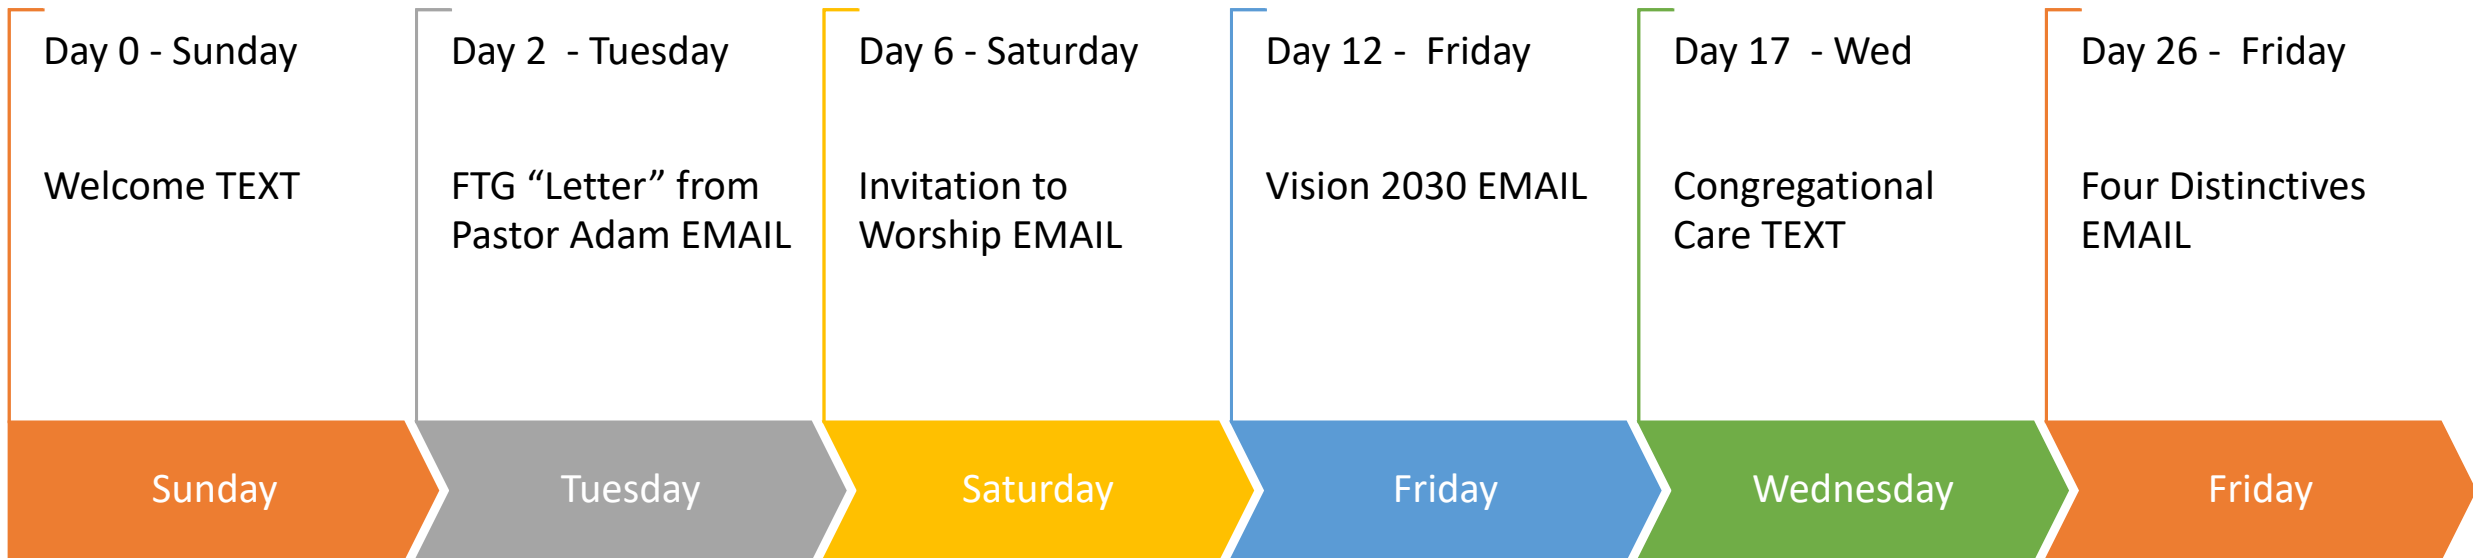 Day 0 - Sunday
Welcome TEXT
Day 2  - Tuesday
FTG “Letter” from
Pastor Adam EMAIL
Day 6 - Saturday
Invitation to
Worship EMAIL
Day 12 -  Friday
Vision 2030 EMAIL
Day 17  - Wed
Congregational
Care TEXT
Day 26 -  Friday
Four Distinctives
EMAIL
Sunday
Tuesday
Saturday
Friday
Wednesday
Friday